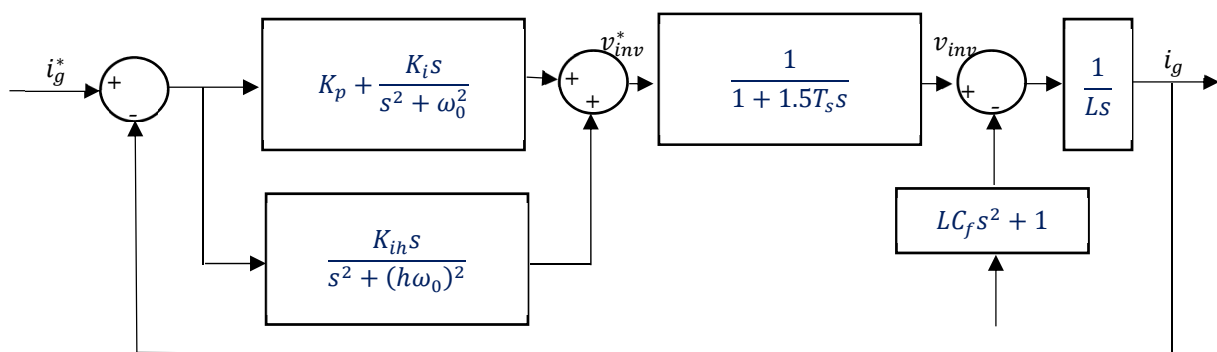 i_g^*
+
-
K_p + \frac{K_i s}{s^2 + \omega_0^2}
v_{inv}^*
+
+
\frac{1}{1 + 1.5T_s s}
v_{inv}
+
-
\frac{1}{Ls}
i_g
LC_f s^2 + 1
\frac{K_{ih} s}{s^2 + (h\omega_0)^2}